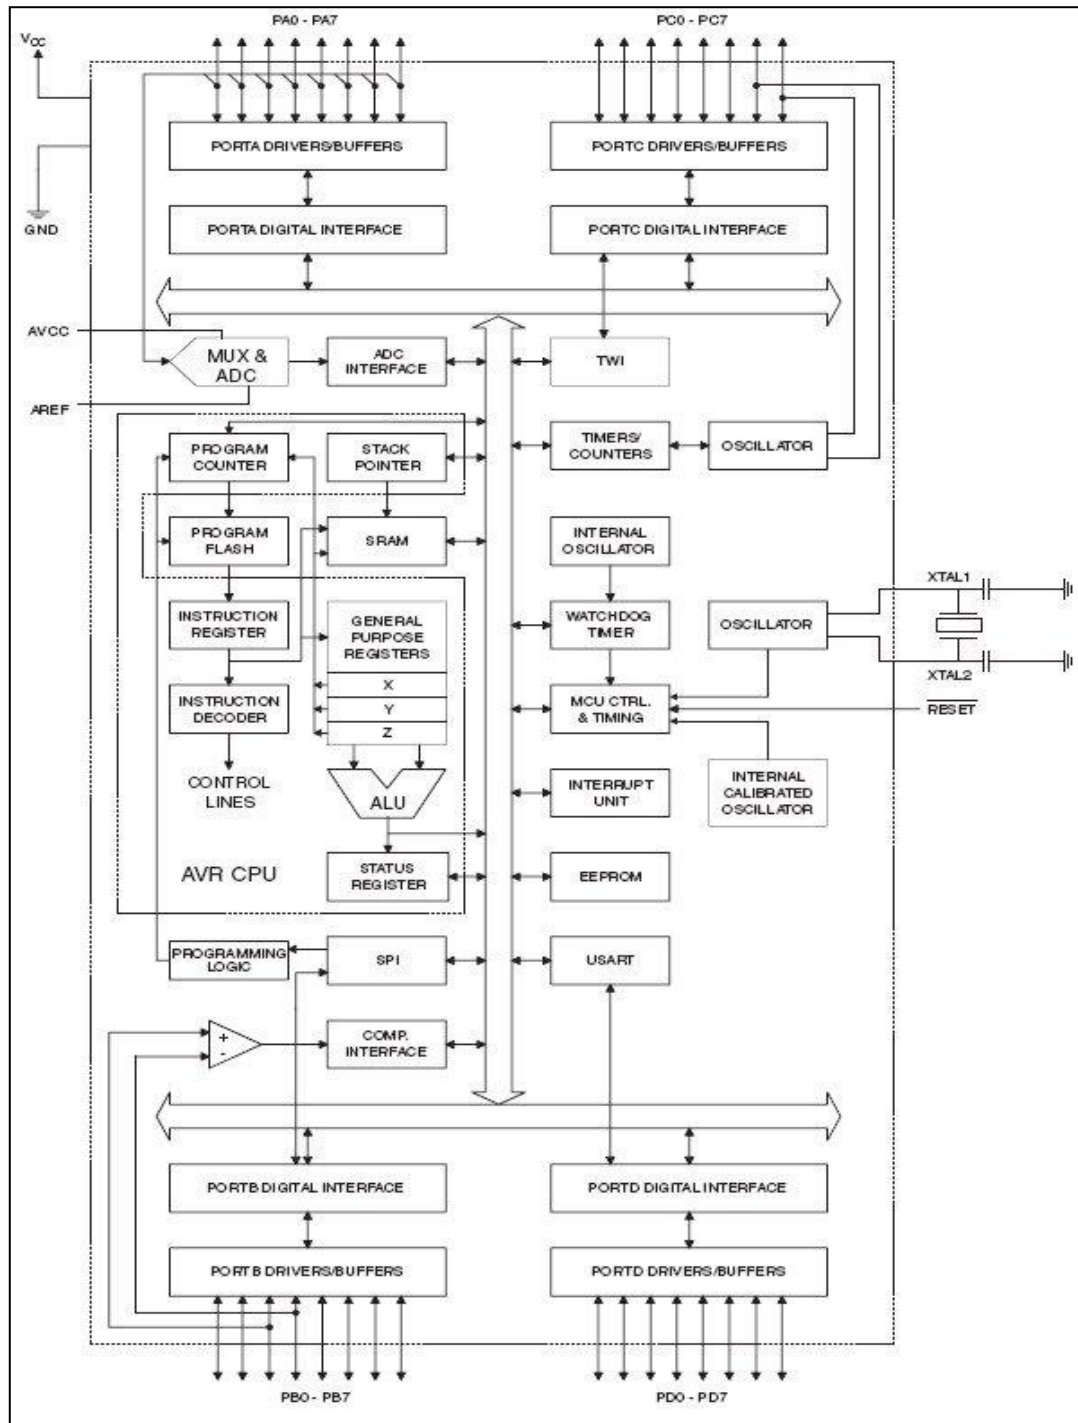 PA0 - PA7
PC0 - PC7
VCC
PORTA DRIVERS/BUFFERS
PORTC DRIVERS/BUFFERS
GND
PORTA DIGITAL INTERFACE
PORTC DIGITAL INTERFACE
AVCC
MUX &
ADC
ADC
INTERFACE
TWI
AREF
PROGRAM
COUNTER
STACK
POINTER
TIMERS/
COUNTERS
OSCILLATOR
PROGRAM
FLASH
SRAM
INTERNAL
OSCILLATOR
XTAL1
INSTRUCTION
REGISTER
GENERAL
PURPOSE
REGISTERS
WATCHDOG
TIMER
OSCILLATOR
XTAL2
X
INSTRUCTION
DECODER
Y
Z
MCU CTRL.
& TIMING
RESET
CONTROL
LINES
ALU
INTERRUPT
UNIT
INTERNAL
CALIBRATED
OSCILLATOR
AVR CPU
STATUS
REGISTER
EEPROM
PROGRAMMING
LOGIC
SPI
USART
+
-
COMP.
INTERFACE
PORTB DIGITAL INTERFACE
PORTD DIGITAL INTERFACE
PORTB DRIVERS/BUFFERS
PORTD DRIVERS/BUFFERS
PB0 - PB7
PD0 - PD7